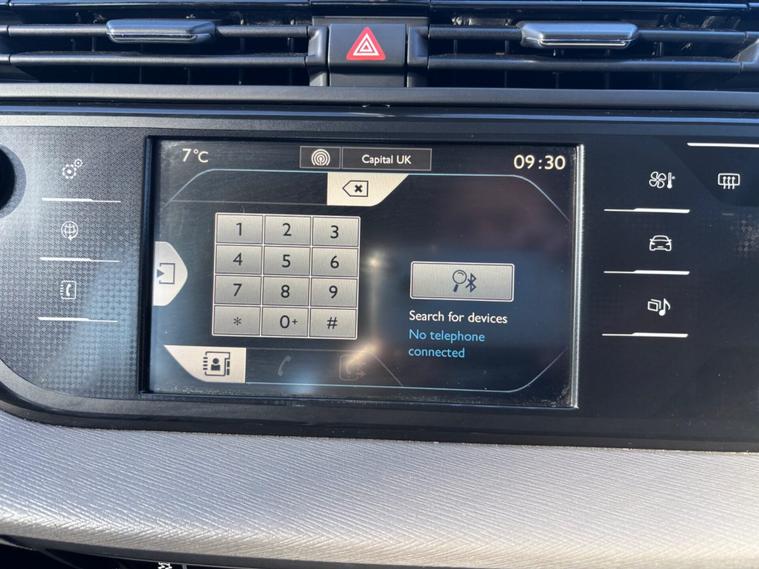 7°C
Capital UK
09:30
1 2 3
4 5 6
7 8 9
* 0+ #
Search for devices
No telephone
connected